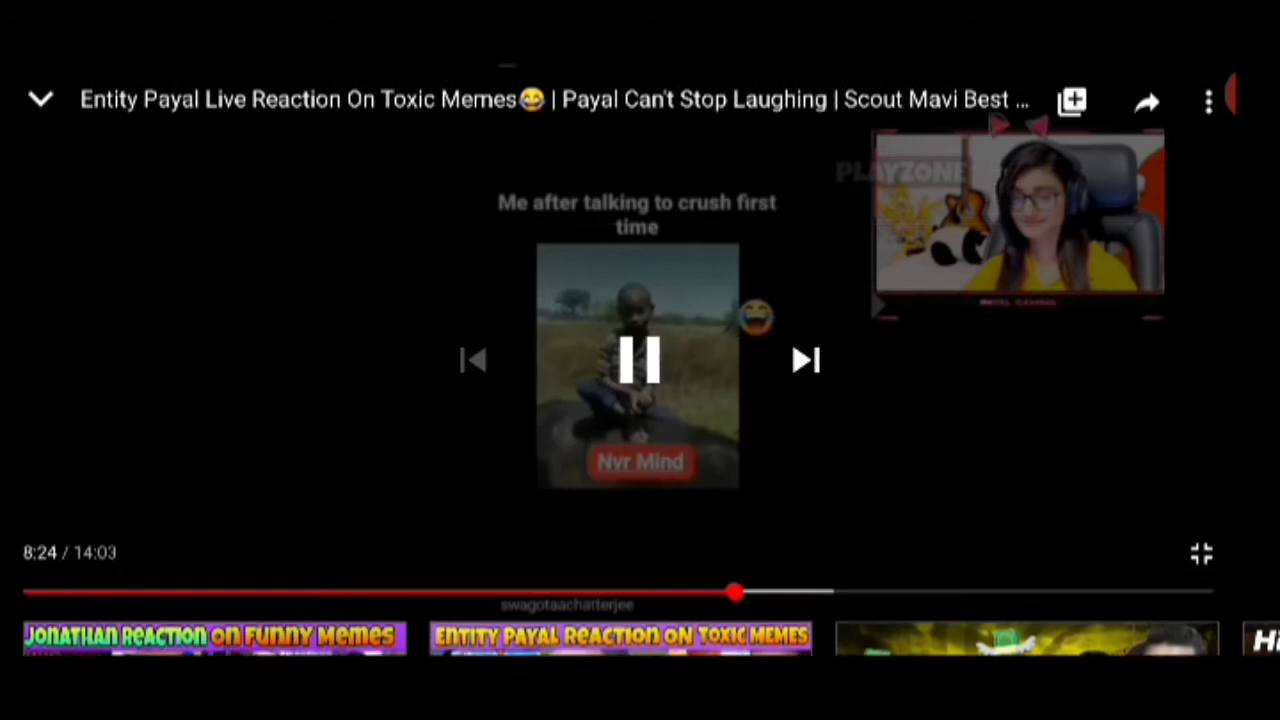 Entity Payal Live Reaction On Toxic Memes😂 | Payal Can't Stop Laughing | Scout Mavi Best ...
PLAYZONE
Me after talking to crush first
time
Nvr Mind
8:24 / 14:03
swagotaachatterjee
JONATHAN REACTION ON FUNNY MEMES
ENTITY PAYAL REACTION ON TOXIC MEMES